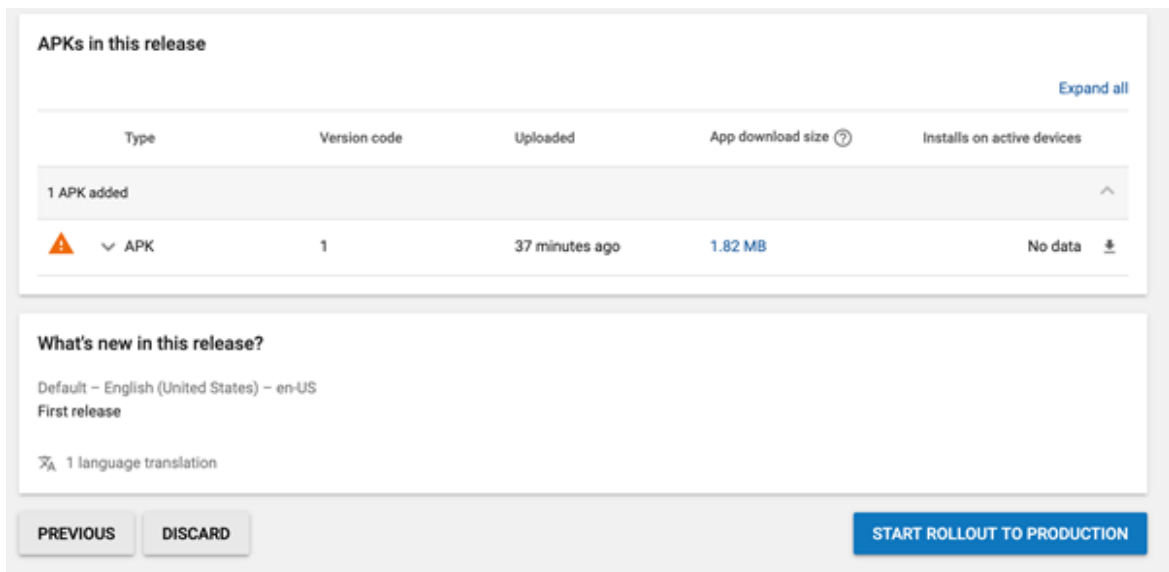 APKs in this release
Expand all
Type Version code Uploaded App download size ? Installs on active devices
1 APK added
APK 1 37 minutes ago 1.82 MB No data
What's new in this release?
Default – English (United States) – en-US
First release
1 language translation
PREVIOUS DISCARD START ROLLOUT TO PRODUCTION